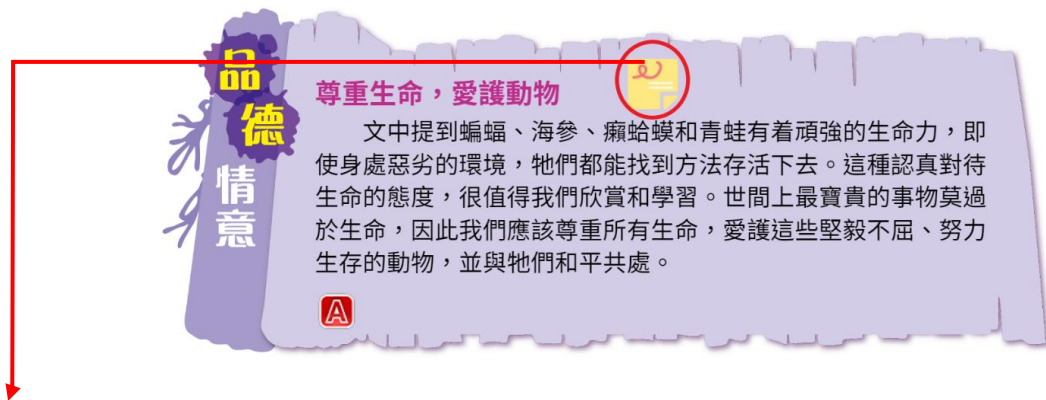 品德
情意
尊重生命，愛護動物
文中提到蝙蝠、海參、癩蛤蟆和青蛙有着頑強的生命力，即
使身處惡劣的環境，牠們都能找到方法存活下去。這種認真對待
生命的態度，很值得我們欣賞和學習。世間上最寶貴的事物莫過
於生命，因此我們應該尊重所有生命，愛護這些堅毅不屈、努力
生存的動物，並與牠們和平共處。
A